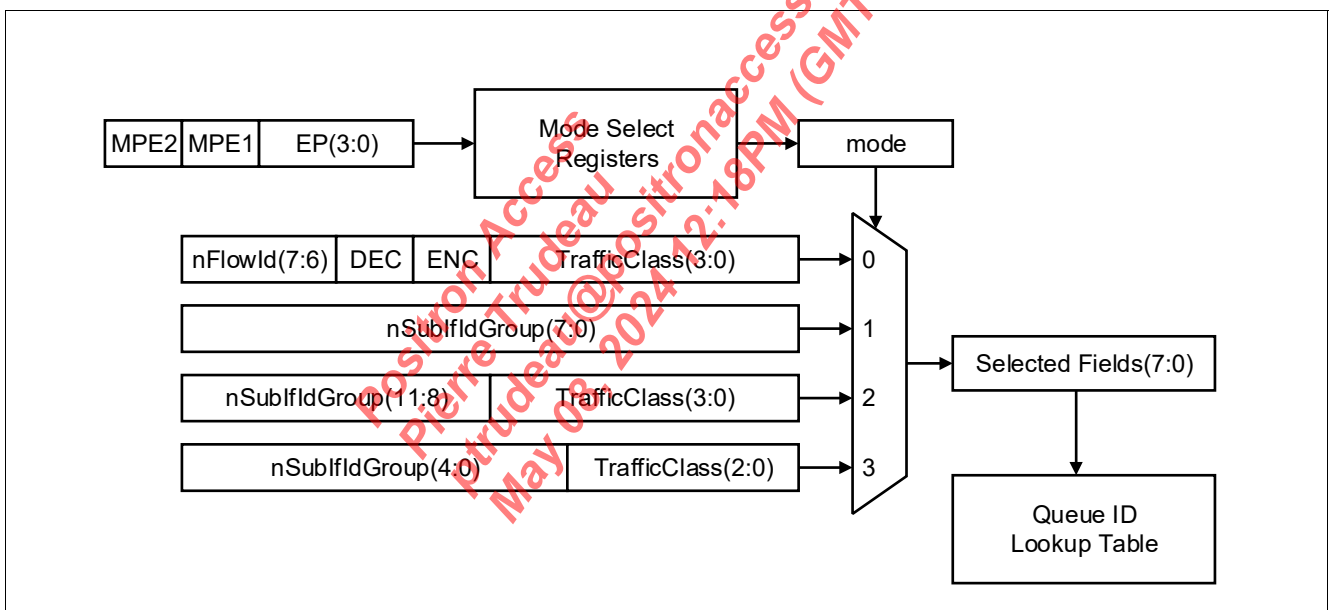 MPE2 MPE1 EP(3:0)
Mode Select
Registers
mode
nFlowId(7:6) DEC ENC TrafficClass(3:0)
0
nSubIfIdGroup(7:0)
1
nSubIfIdGroup(11:8) TrafficClass(3:0)
2
nSubIfIdGroup(4:0) TrafficClass(2:0)
3
Selected Fields(7:0)
Queue ID
Lookup Table
Positron Access
Pierre Trudeau
ptrudeau@positronaccess
May 08, 2024 12:18PM (GMT